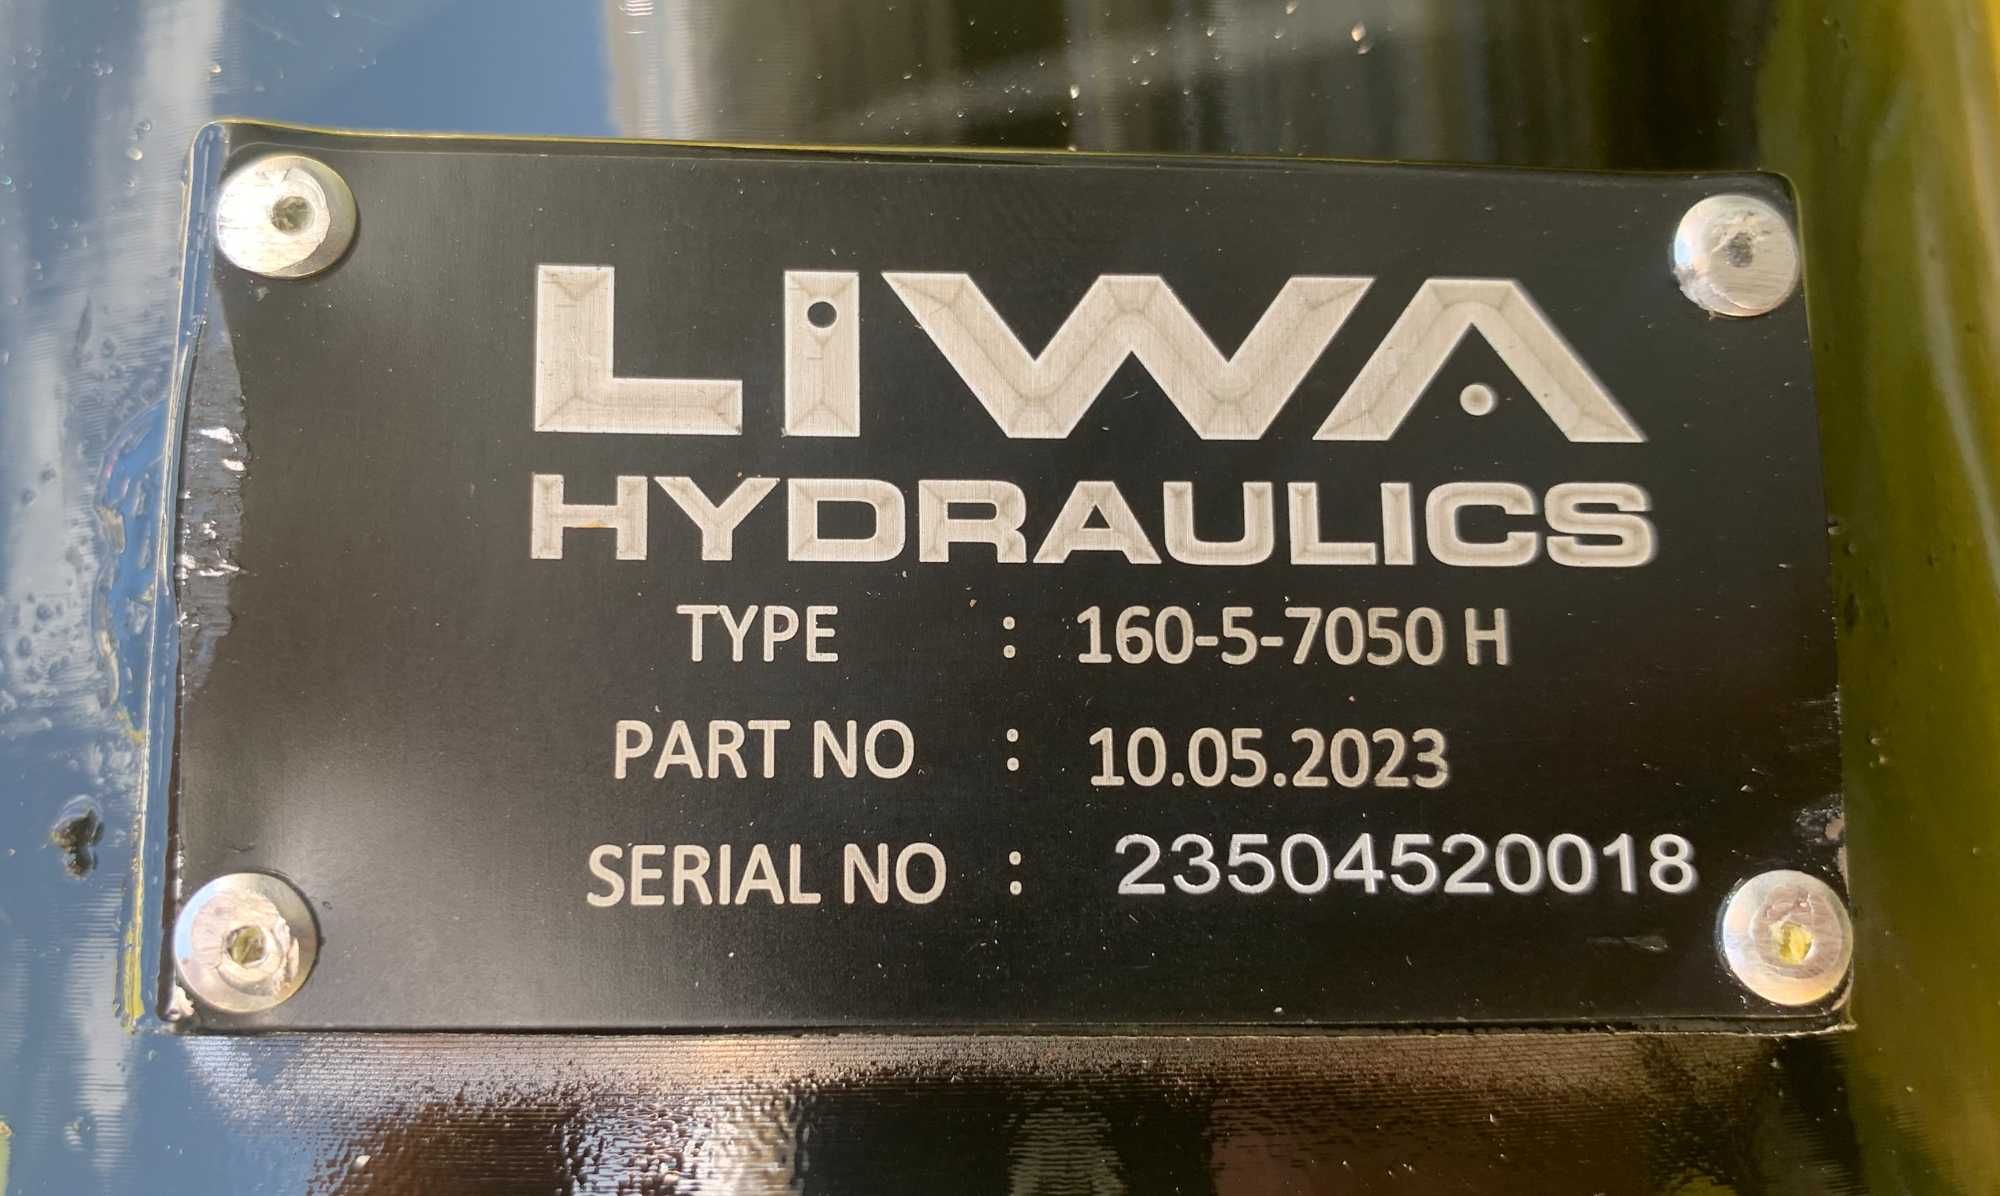 LiWA
HYDRAULICS
TYPE : 160-5-7050 H
PART NO : 10.05.2023
SERIAL NO : 23504520018